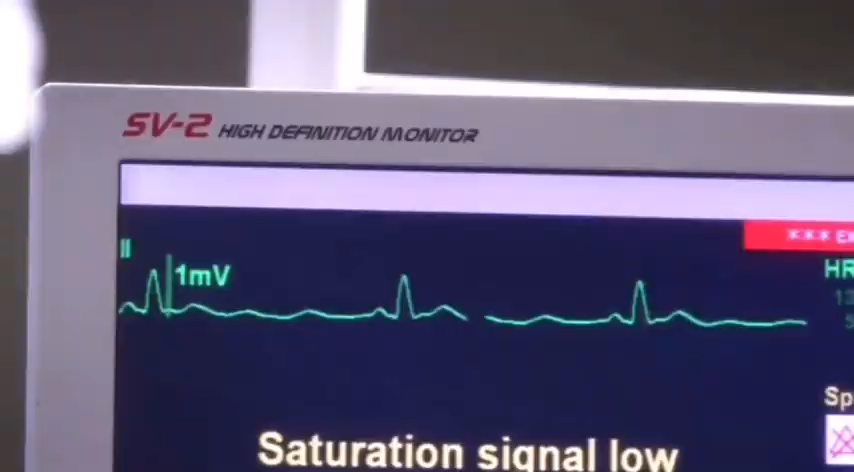 SV-2 HIGH DEFINITION MONITOR
***
II
1mV
HR
Saturation signal low